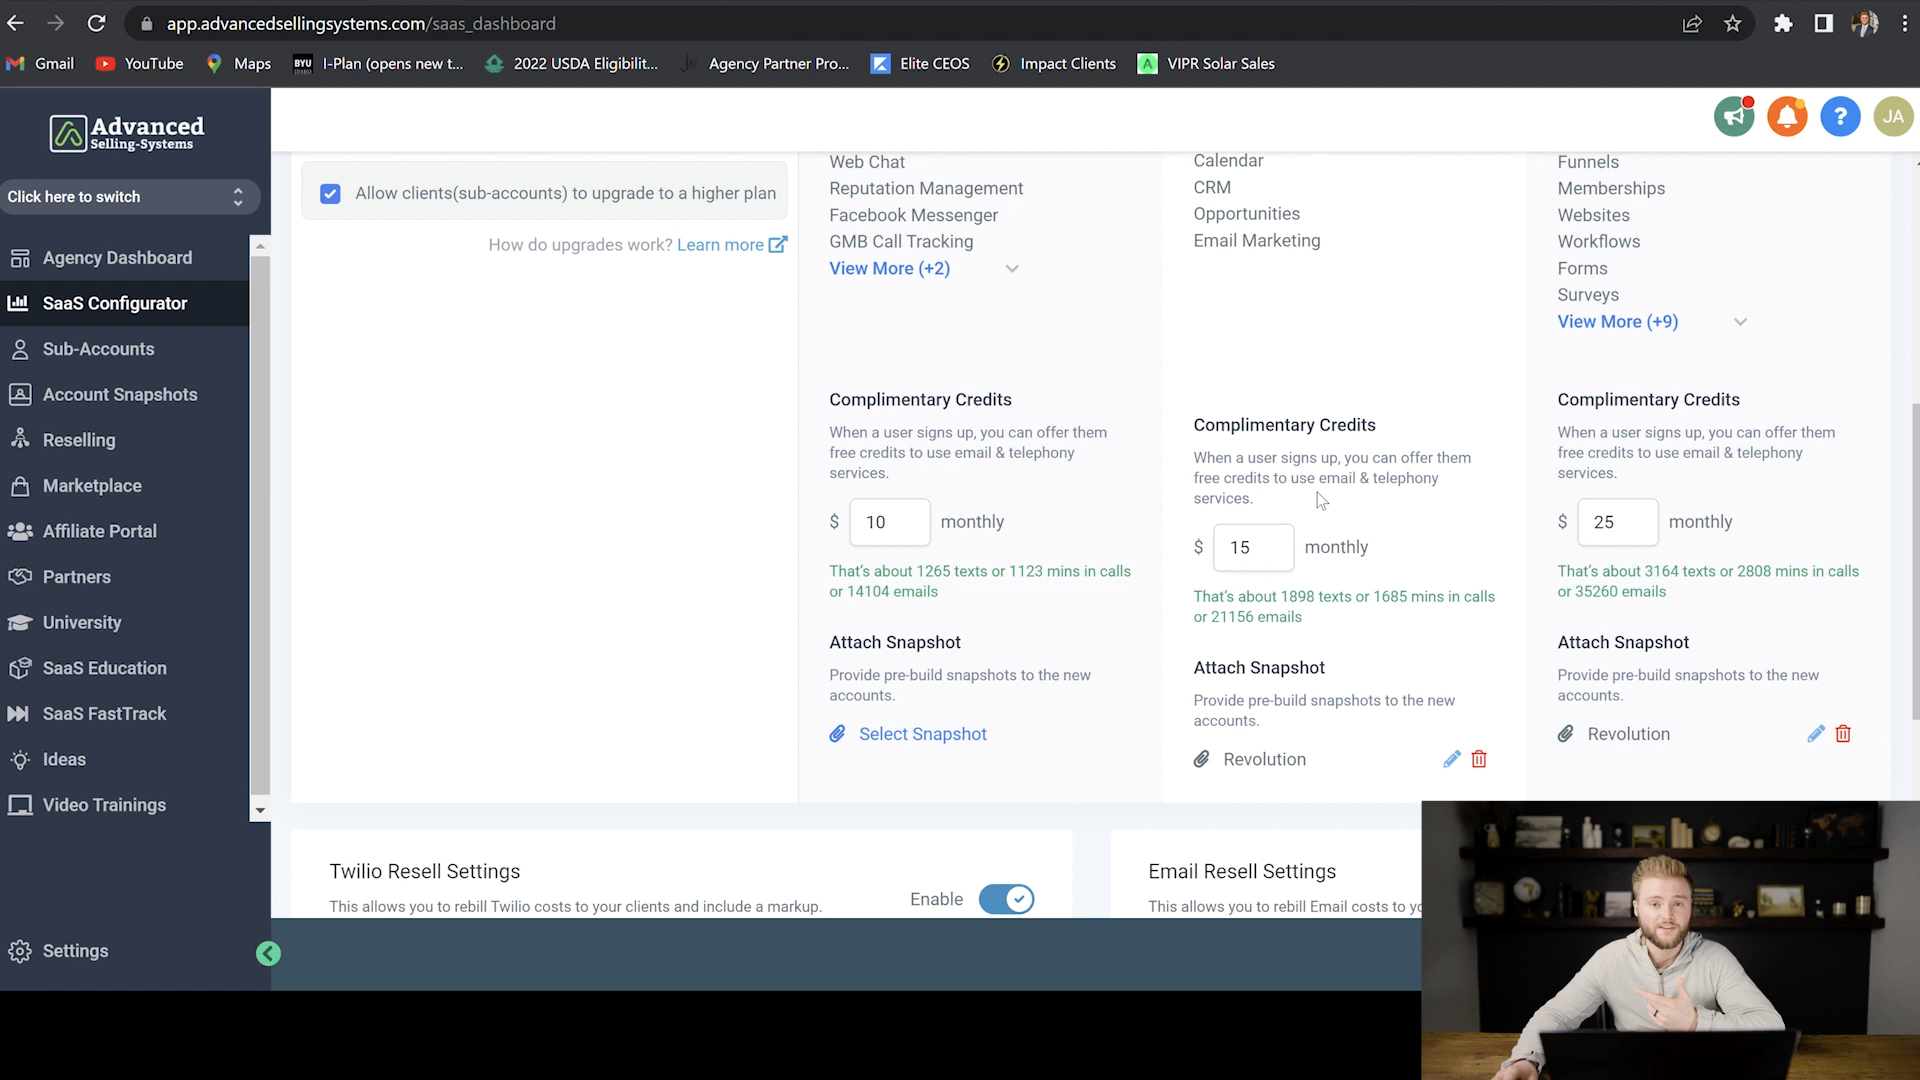 app.advancedsellingsystems.com/saas_dashboard
Gmail
YouTube
Maps
BYU
IDAHO
I-Plan (opens new t...
2022 USDA Eligibilit...
Agency Partner Pro...
Elite CEOS
Impact Clients
A
VIPR Solar Sales
Advanced
Selling-Systems
?
JA
Click here to switch
Agency Dashboard
SaaS Configurator
Sub-Accounts
Account Snapshots
Reselling
Marketplace
Affiliate Portal
Partners
University
SaaS Education
SaaS FastTrack
Ideas
Video Trainings
Settings
Allow clients(sub-accounts) to upgrade to a higher plan
How do upgrades work? Learn more
Web Chat
Reputation Management
Facebook Messenger
GMB Call Tracking
View More (+2)
Complimentary Credits
When a user signs up, you can offer them
free credits to use email & telephony
services.
$ 10 monthly
That's about 1265 texts or 1123 mins in calls
or 14104 emails
Attach Snapshot
Provide pre-build snapshots to the new
accounts.
Select Snapshot
Calendar
CRM
Opportunities
Email Marketing
Complimentary Credits
When a user signs up, you can offer them
free credits to use email & telephony
services.
$ 15 monthly
That's about 1898 texts or 1685 mins in calls
or 21156 emails
Attach Snapshot
Provide pre-build snapshots to the new
accounts.
Revolution
Funnels
Memberships
Websites
Workflows
Forms
Surveys
View More (+9)
Complimentary Credits
When a user signs up, you can offer them
free credits to use email & telephony
services.
$ 25 monthly
That's about 3164 texts or 2808 mins in calls
or 35260 emails
Attach Snapshot
Provide pre-build snapshots to the new
accounts.
Revolution
Twilio Resell Settings
This allows you to rebill Twilio costs to your clients and include a markup.
Enable
Email Resell Settings
This allows you to rebill Email costs to yo